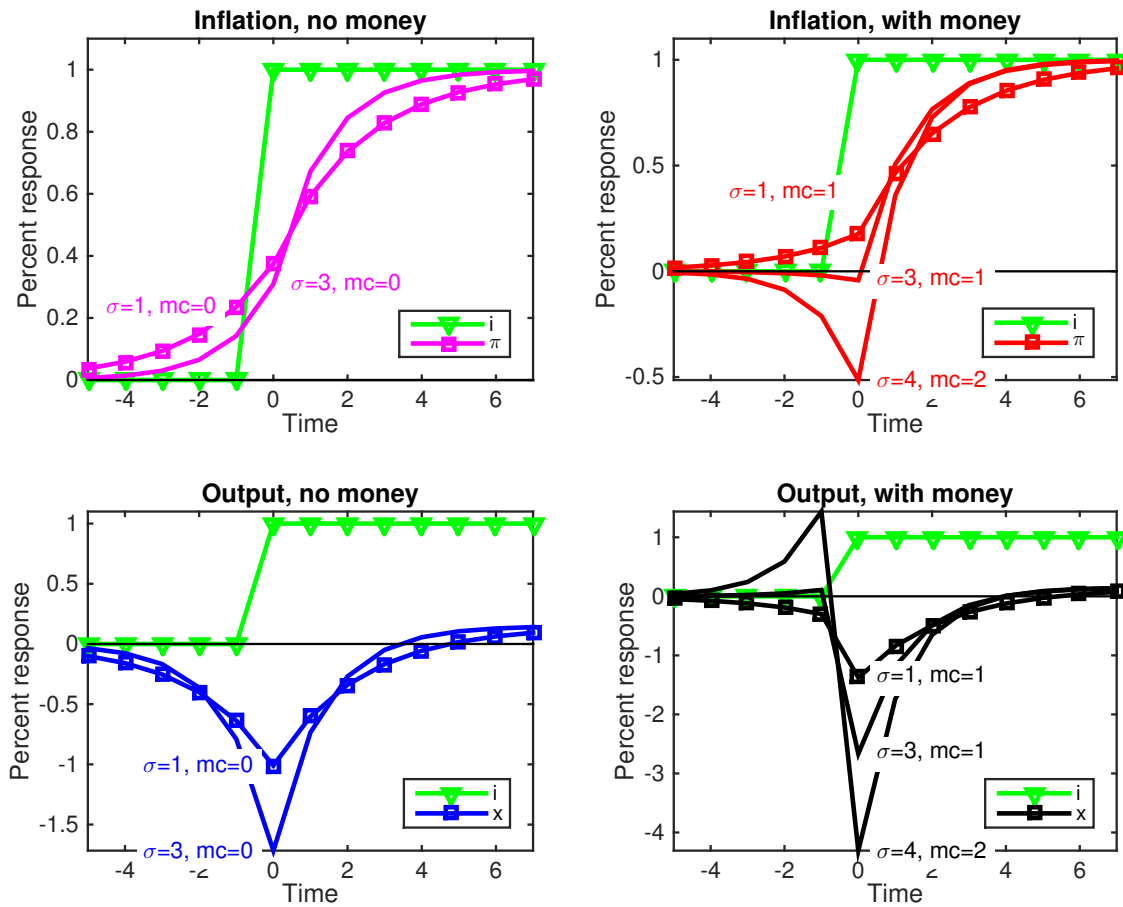 Inflation, no money
Percent response
1
0.8
0.6
0.4
0.2
0
σ=1, mc=0
σ=3, mc=0
i
π
-4 -2 0 2 4 6
Time
Inflation, with money
Percent response
1
0.5
0
-0.5
σ=1, mc=1
σ=3, mc=1
σ=4, mc=2
i
π
-4 -2 0 2 4 6
Time
Output, no money
Percent response
1
0.5
0
-0.5
-1
-1.5
σ=1, mc=0
σ=3, mc=0
i
x
-4 -2 0 2 4 6
Time
Output, with money
Percent response
1
0
-1
-2
-3
-4
σ=1, mc=1
σ=3, mc=1
σ=4, mc=2
i
x
-4 -2 0 2 4 6
Time